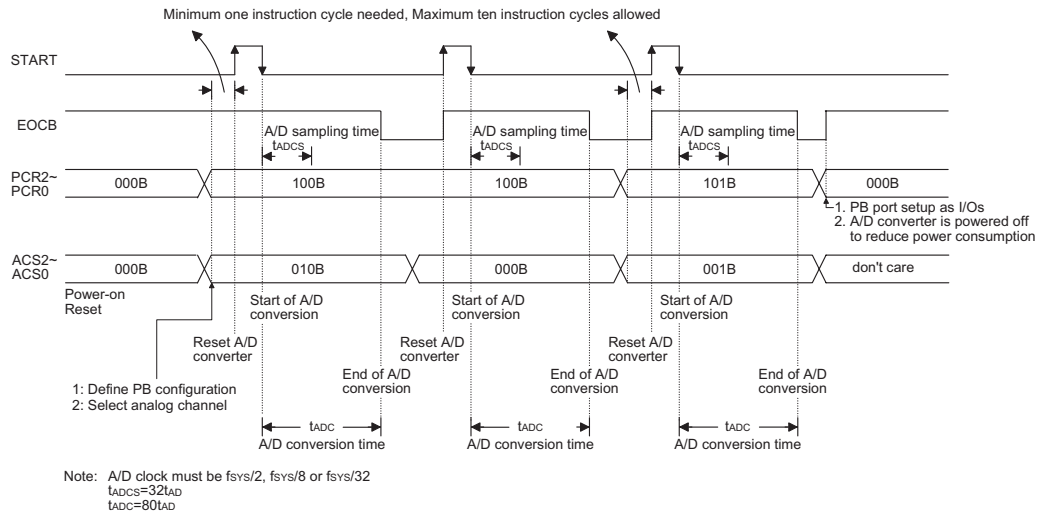 Minimum one instruction cycle needed, Maximum ten instruction cycles allowed
START
EOCB
A/D sampling time
tADCS
A/D sampling time
tADCS
A/D sampling time
tADCS
PCR2~
PCR0
000B
100B
100B
101B
000B
1. PB port setup as I/Os
2. A/D converter is powered off
to reduce power consumption
ACS2~
ACS0
000B
010B
000B
001B
don't care
Power-on
Reset
Start of A/D
conversion
Start of A/D
conversion
Start of A/D
conversion
Reset A/D
converter
Reset A/D
converter
Reset A/D
converter
1: Define PB configuration
2: Select analog channel
End of A/D
conversion
End of A/D
conversion
End of A/D
conversion
tADC
A/D conversion time
tADC
A/D conversion time
tADC
A/D conversion time
Note: A/D clock must be fSYS/2, fSYS/8 or fSYS/32
tADCS=32tAD
tADC=80tAD